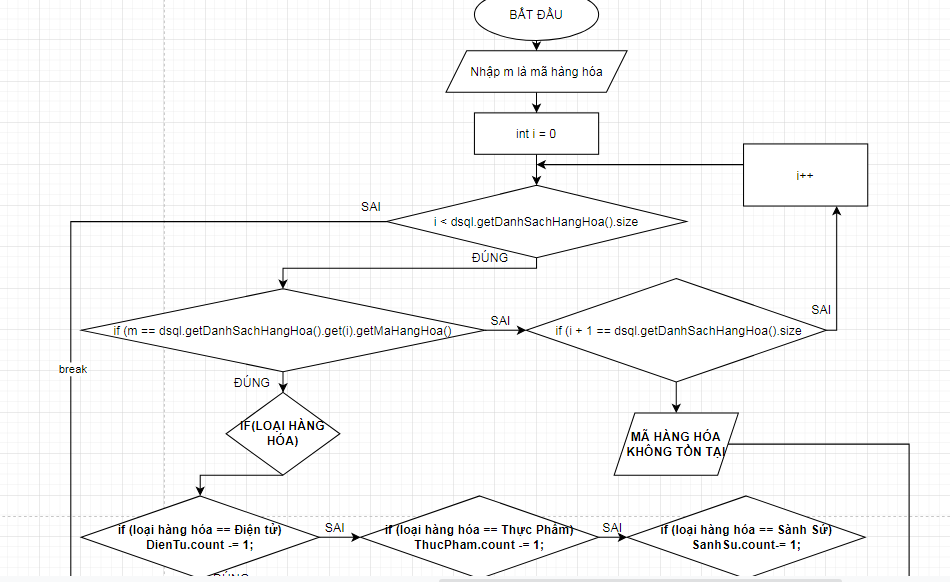 BẮT ĐẦU
Nhập m là mã hàng hóa
int i = 0
i++
SAI
i < dsql.getDanhSachHangHoa().size
ĐÚNG
if (m == dsql.getDanhSachHangHoa().get(i).getMaHangHoa()
SAI
if (i + 1 == dsql.getDanhSachHangHoa().size
SAI
break
ĐÚNG
IF(LOẠI HÀNG
HÓA)
MÃ HÀNG HÓA
KHÔNG TỒN TẠI
if (loại hàng hóa == Điện tử)
DienTu.count -= 1;
SAI
if (loại hàng hóa == Thực Phẩm)
ThucPham.count -= 1;
SAI
if (loại hàng hóa == Sành Sứ)
SanhSu.count-= 1;
ĐÚNG